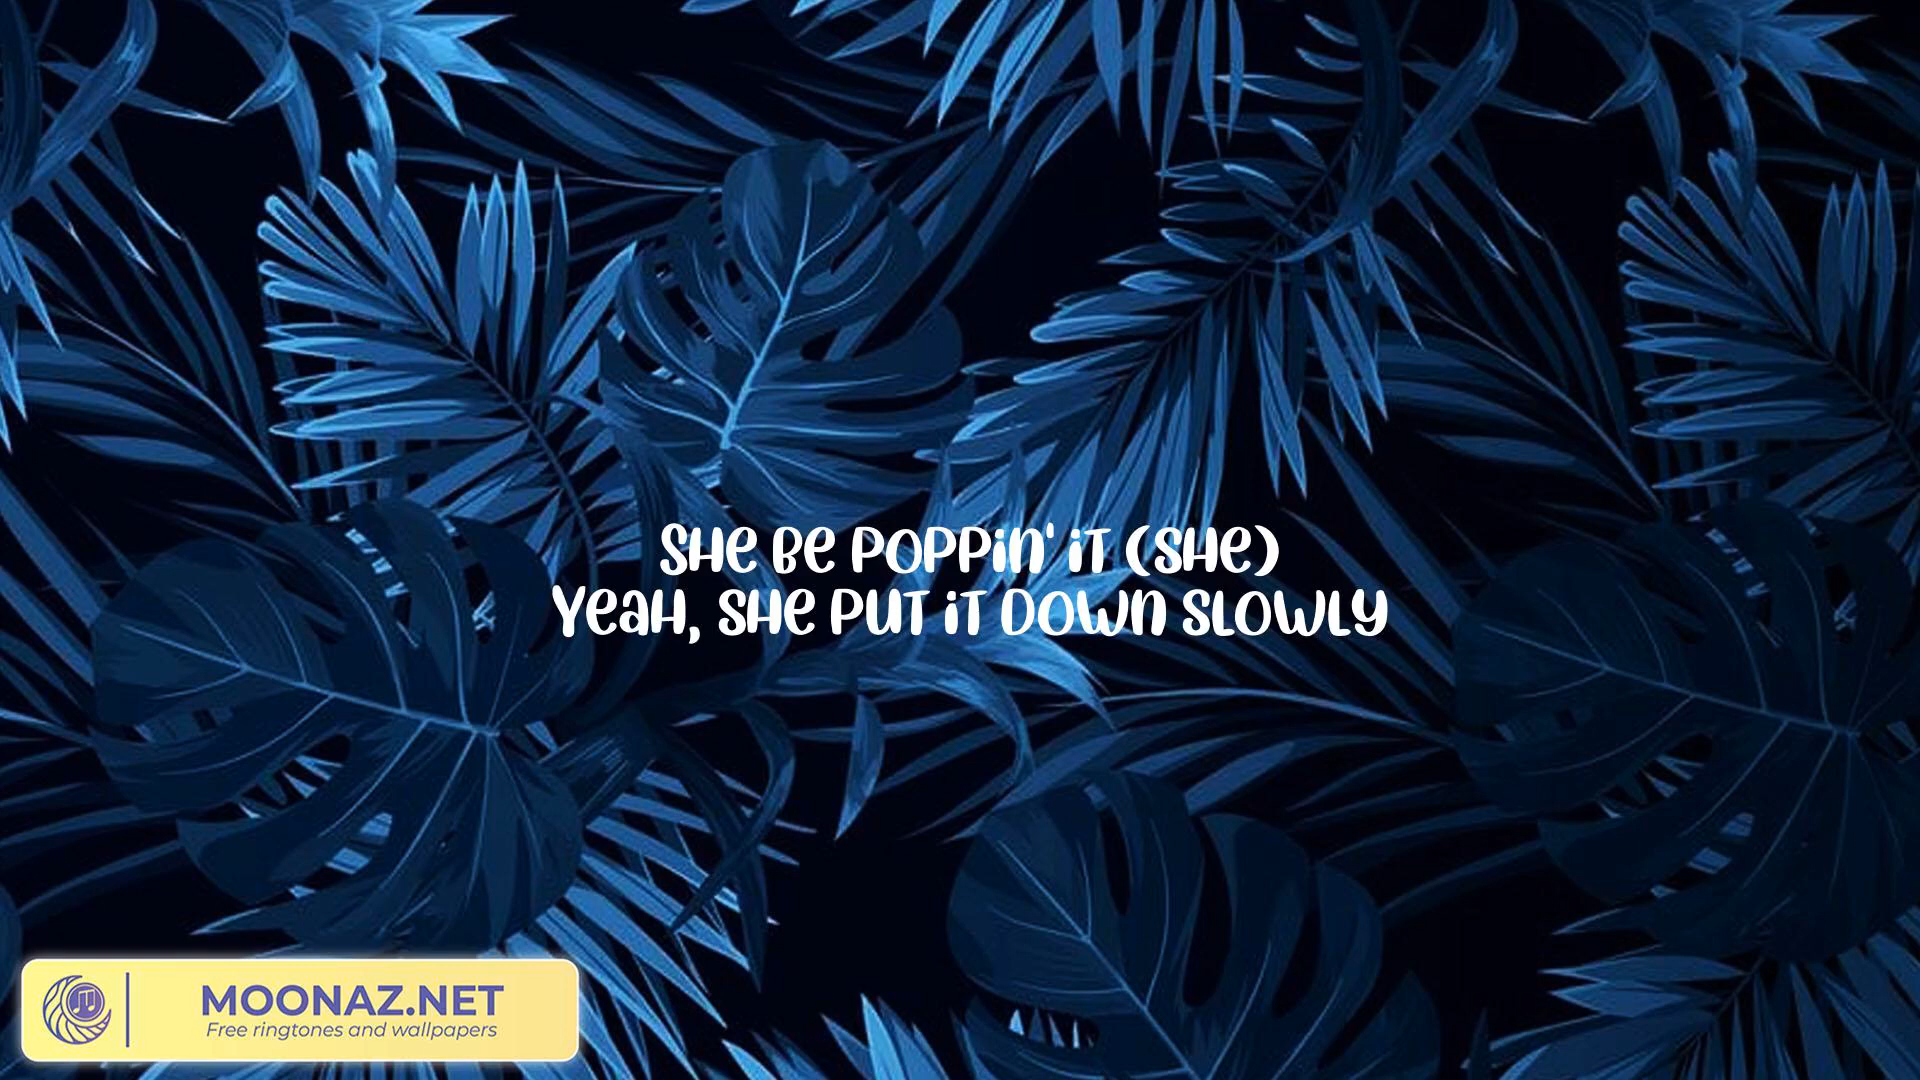 SHe Be POPPin' iT (SHe)
YeaH, SHe PUT iT DOWn SLOWLY
MOONAZ.NET
Free ringtones and wallpapers